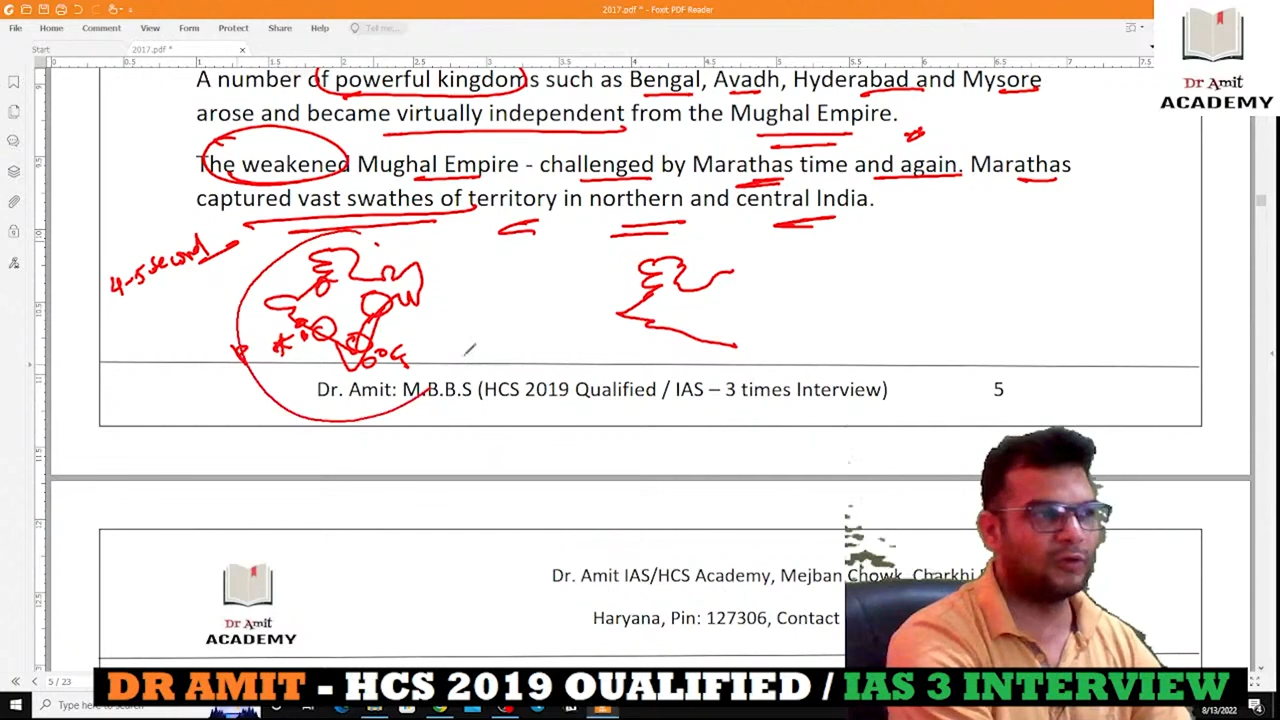 2017.pdf * - Foxit PDF Reader
File Home Comment View Form Protect Share Help Tell me...
Start 2017.pdf *
Dr Amit
ACADEMY
A number of powerful kingdoms such as Bengal, Avadh, Hyderabad and Mysore
arose and became virtually independent from the Mughal Empire.
The weakened Mughal Empire - challenged by Marathas time and again. Marathas
captured vast swathes of territory in northern and central India.
4-5 second
Dr. Amit: M.B.B.S (HCS 2019 Qualified / IAS – 3 times Interview) 5
Dr Amit
ACADEMY
Dr. Amit IAS/HCS Academy, Mejban Chowk, Charkhi
Haryana, Pin: 127306, Contact
5 / 23
DR AMIT - HCS 2019 QUALIFIED / IAS 3 INTERVIEW
Type here to search
8/13/2022